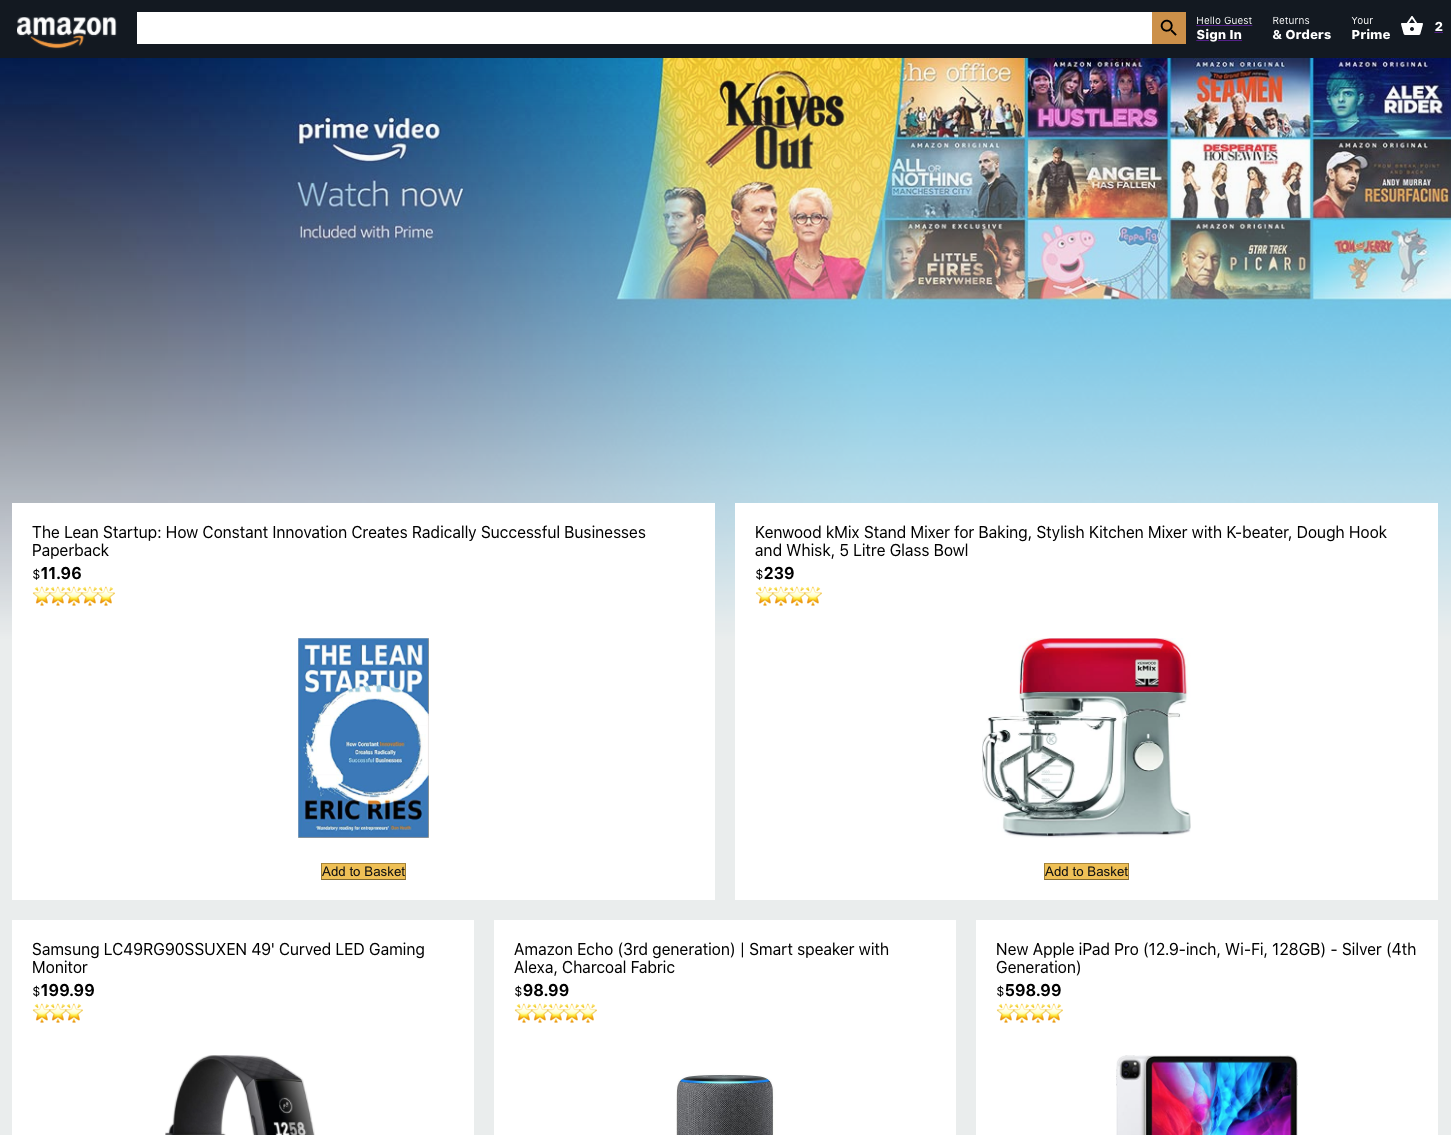 amazon
Hello Guest
Sign In
Returns
& Orders
Your
Prime
2
prime video
Watch now
Included with Prime
Knives
Out
the office
AMAZON ORIGINAL
HUSTLERS
AMAZON ORIGINAL
The Grand Tour
SEAMEN
AMAZON ORIGINAL
ALEX
RIDER
AMAZON ORIGINAL
ALL OR
NOTHING
MANCHESTER CITY
ANGEL
HAS FALLEN
DESPERATE
HOUSEWIVES
AMAZON ORIGINAL
ANDY MURRAY
RESURFACING
AMAZON EXCLUSIVE
LITTLE
FIRES
EVERYWHERE
Peppa Pig
AMAZON ORIGINAL
STAR TREK
PICARD
TOM AND JERRY
The Lean Startup: How Constant Innovation Creates Radically Successful Businesses
Paperback
$11.96
THE LEAN
STARTUP
How Constant Innovation
Creates Radically
Successful Businesses
ERIC RIES
'Mandatory reading for entrepreneurs'
Add to Basket
Kenwood kMix Stand Mixer for Baking, Stylish Kitchen Mixer with K-beater, Dough Hook
and Whisk, 5 Litre Glass Bowl
$239
KENWOOD
kMix
Add to Basket
Samsung LC49RG90SSUXEN 49' Curved LED Gaming
Monitor
$199.99
12:58
Amazon Echo (3rd generation) | Smart speaker with
Alexa, Charcoal Fabric
$98.99
New Apple iPad Pro (12.9-inch, Wi-Fi, 128GB) - Silver (4th
Generation)
$598.99